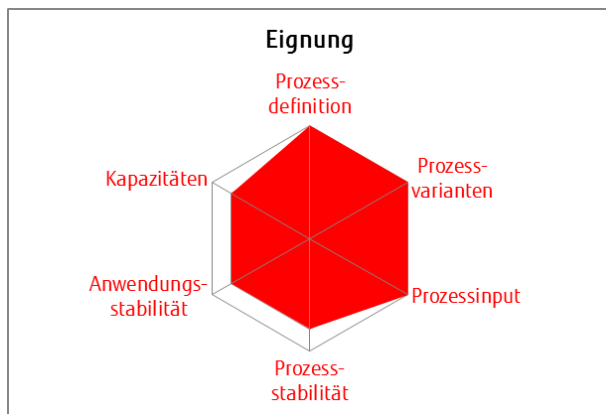 Eignung
Prozess-
definition
Kapazitäten
Prozess-
varianten
Anwendungs-
stabilität
Prozessinput
Prozess-
stabilität